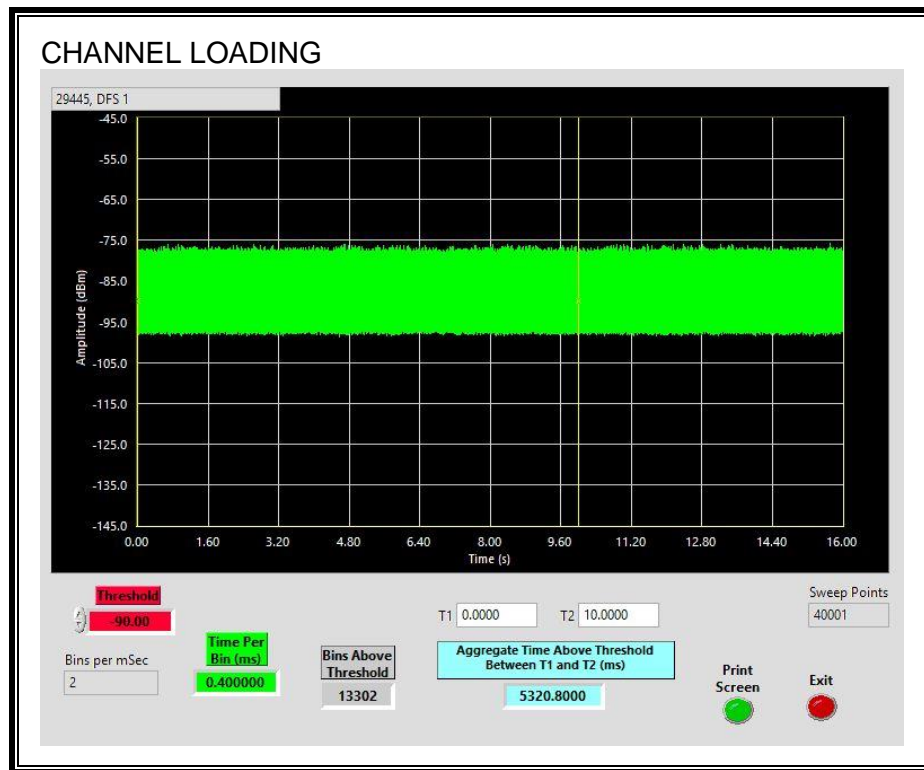 CHANNEL LOADING
29445, DFS 1
-45.0
-55.0
-65.0
-75.0
-85.0
-95.0
-105.0
-115.0
-125.0
-135.0
-145.0
Amplitude (dBm)
0.00 1.60 3.20 4.80 6.40 8.00 9.60 11.20 12.80 14.40 16.00
Time (s)
Threshold
-90.00
Bins per mSec
2
Time Per
Bin (ms)
0.400000
Bins Above
Threshold
13302
T1 0.0000 T2 10.0000
Aggregate Time Above Threshold
Between T1 and T2 (ms)
5320.8000
Sweep Points
40001
Print
Screen
Exit